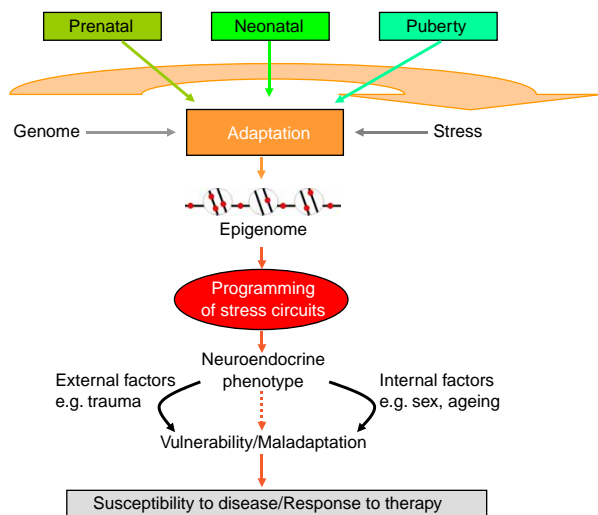 Prenatal
Neonatal
Puberty
Genome
Adaptation
Stress
Epigenome
Programming
of stress circuits
Neuroendocrine
phenotype
External factors
e.g. trauma
Internal factors
e.g. sex, ageing
Vulnerability/Maladaptation
Susceptibility to disease/Response to therapy